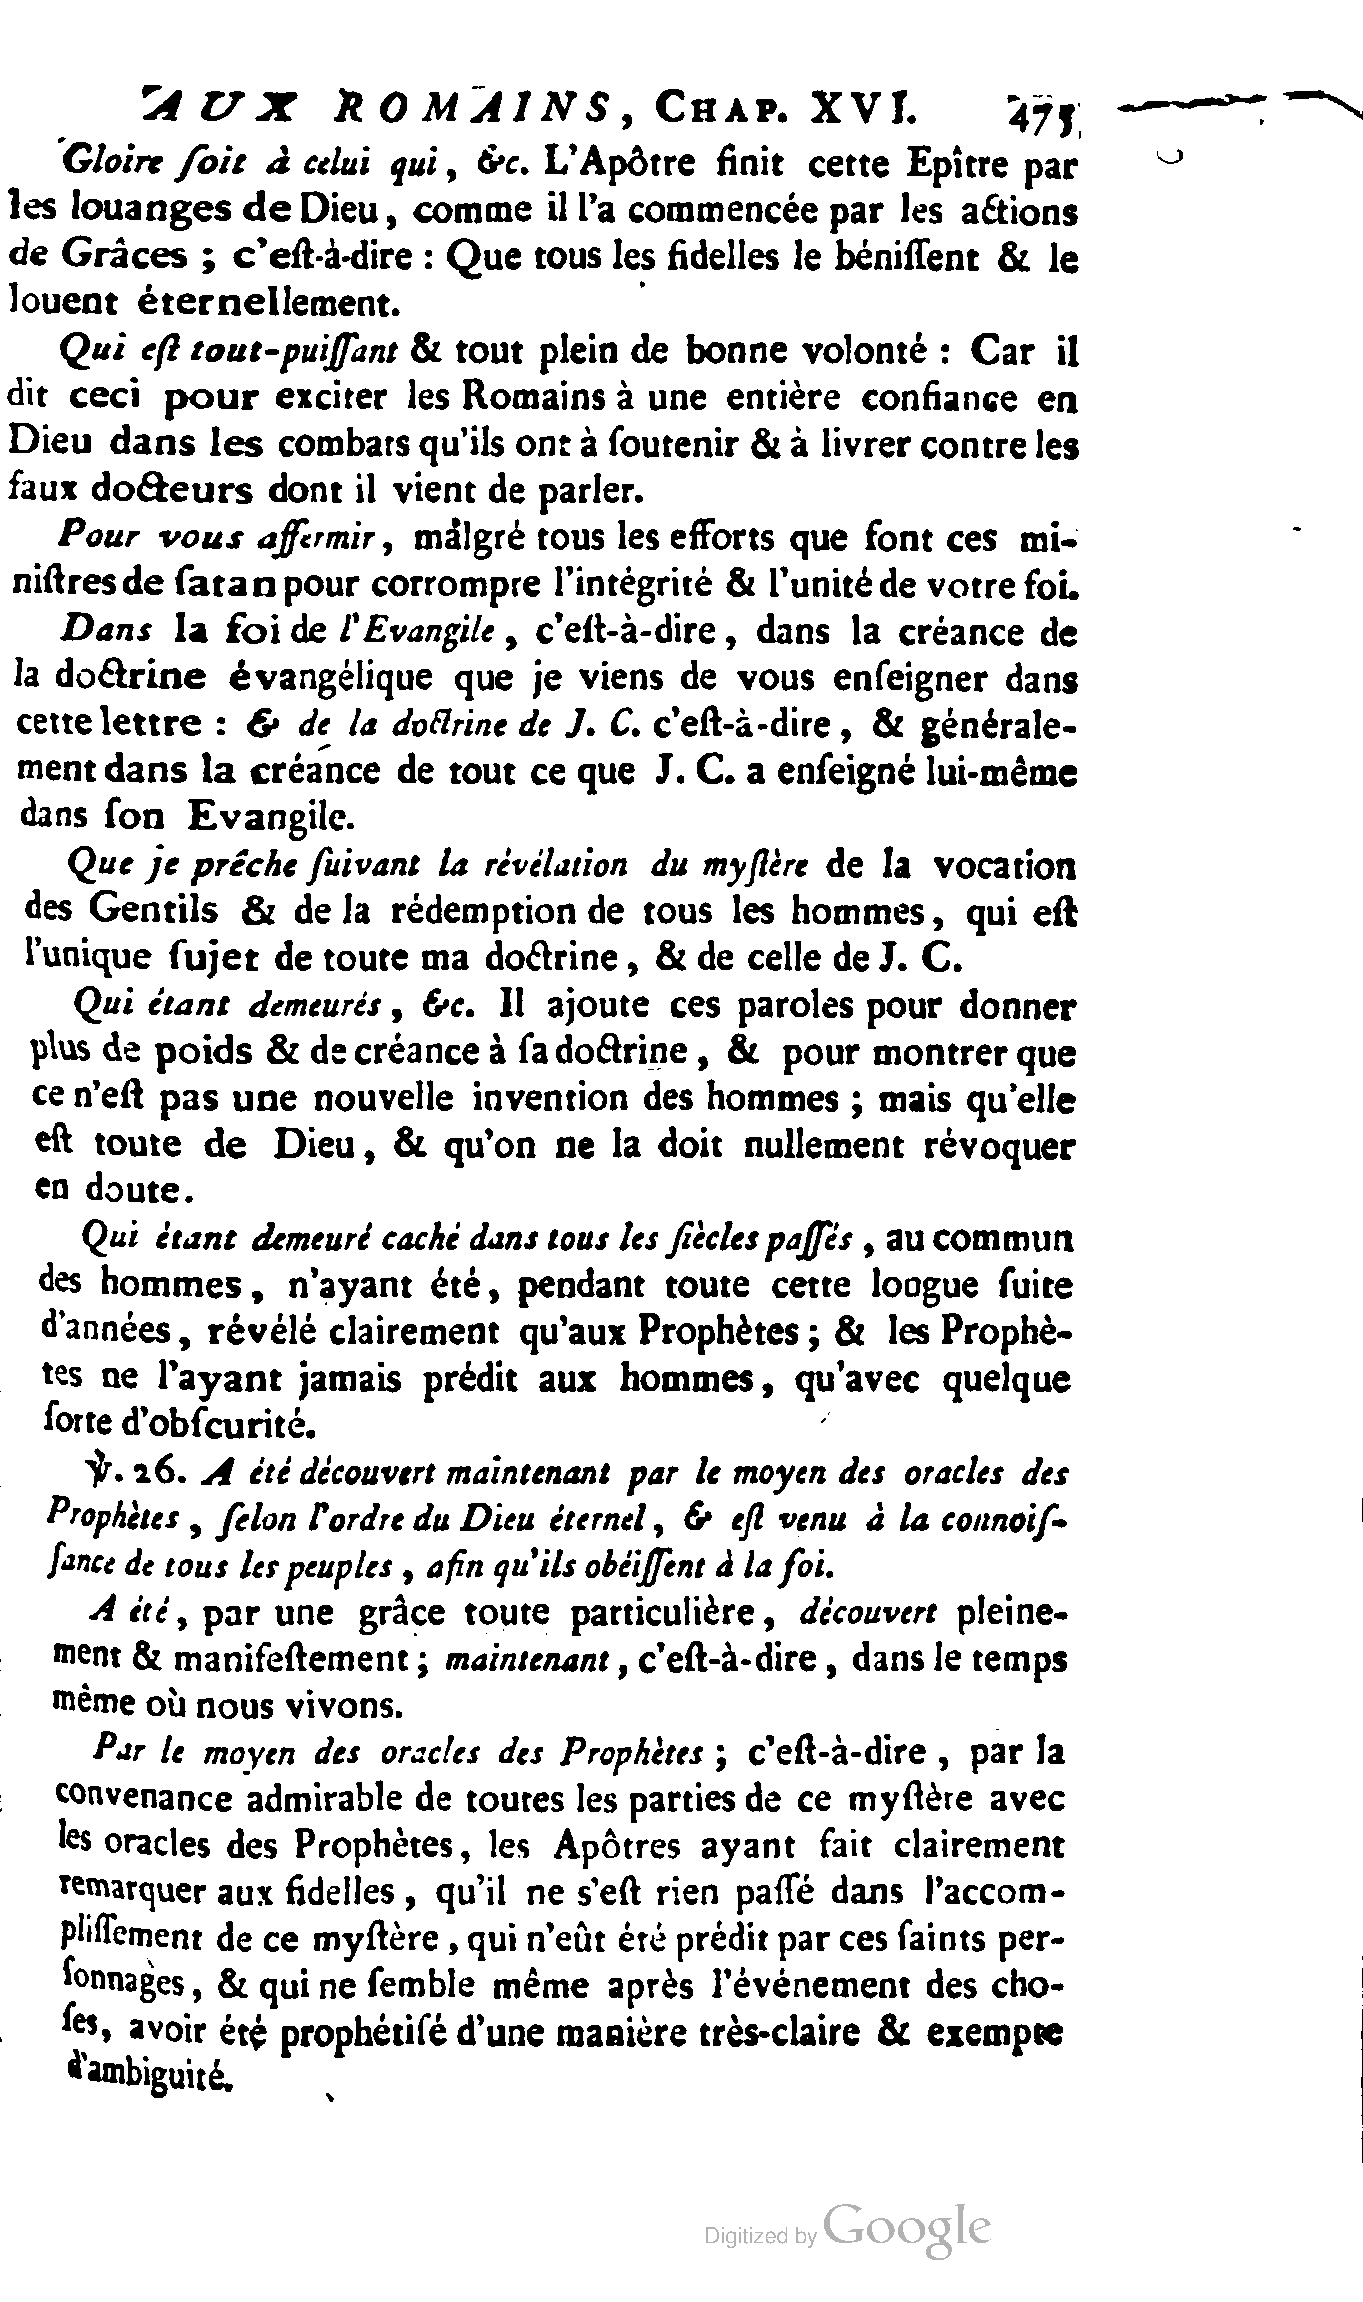 AUX ROMAINS, CHAP. XVI. 475
Gloire ſoit à celui qui, &c. L'Apôtre finit cette Epître par
les louanges de Dieu, comme il l'a commencée par les actions
de Grâces ; c'eſt-à-dire : Que tous les fidelles le béniſſent & le
louent éternellement.
Qui eſt tout-puiſſant & tout plein de bonne volonté : Car il
dit ceci pour exciter les Romains à une entière confiance en
Dieu dans les combats qu'ils ont à ſoutenir & à livrer contre les
faux docteurs dont il vient de parler.
Pour vous affermir, malgré tous les efforts que font ces mi-
niſtres de ſatan pour corrompre l'intégrité & l'unité de votre foi.
Dans la foi de l'Evangile, c'eſt-à-dire, dans la créance de
la doctrine évangélique que je viens de vous enſeigner dans
cette lettre : & de la doctrine de J. C. c'eſt-à-dire, & générale-
ment dans la créance de tout ce que J. C. a enſeigné lui-même
dans ſon Evangile.
Que je prêche ſuivant la révélation du myſtère de la vocation
des Gentils & de la rédemption de tous les hommes, qui eſt
l'unique ſujet de toute ma doctrine, & de celle de J. C.
Qui étant demeurés, &c. Il ajoute ces paroles pour donner
plus de poids & de créance à ſa doctrine, & pour montrer que
ce n'eſt pas une nouvelle invention des hommes ; mais qu'elle
eſt toute de Dieu, & qu'on ne la doit nullement révoquer
en doute.
Qui étant demeuré caché dans tous les ſiècles paſſés, au commun
des hommes, n'ayant été, pendant toute cette longue ſuite
d'années, révélé clairement qu'aux Prophètes ; & les Prophè-
tes ne l'ayant jamais prédit aux hommes, qu'avec quelque
ſorte d'obſcurité.
℣. 26. A été découvert maintenant par le moyen des oracles des
Prophètes, ſelon l'ordre du Dieu éternel, & eſt venu à la connoiſ-
ſance de tous les peuples, afin qu'ils obéiſſent à la foi.
A été, par une grâce toute particulière, découvert pleine-
ment & manifeſtement ; maintenant, c'eſt-à-dire, dans le temps
même où nous vivons.
Par le moyen des oracles des Prophètes ; c'eſt-à-dire, par la
convenance admirable de toutes les parties de ce myſtère avec
les oracles des Prophètes, les Apôtres ayant fait clairement
remarquer aux fidelles, qu'il ne s'eſt rien paſſé dans l'accom-
pliſſement de ce myſtère, qui n'eût été prédit par ces ſaints per-
ſonnages, & qui ne ſemble même après l'événement des cho-
ſes, avoir été prophétiſé d'une manière très-claire & exempte
d'ambiguité.
Digitized by Google